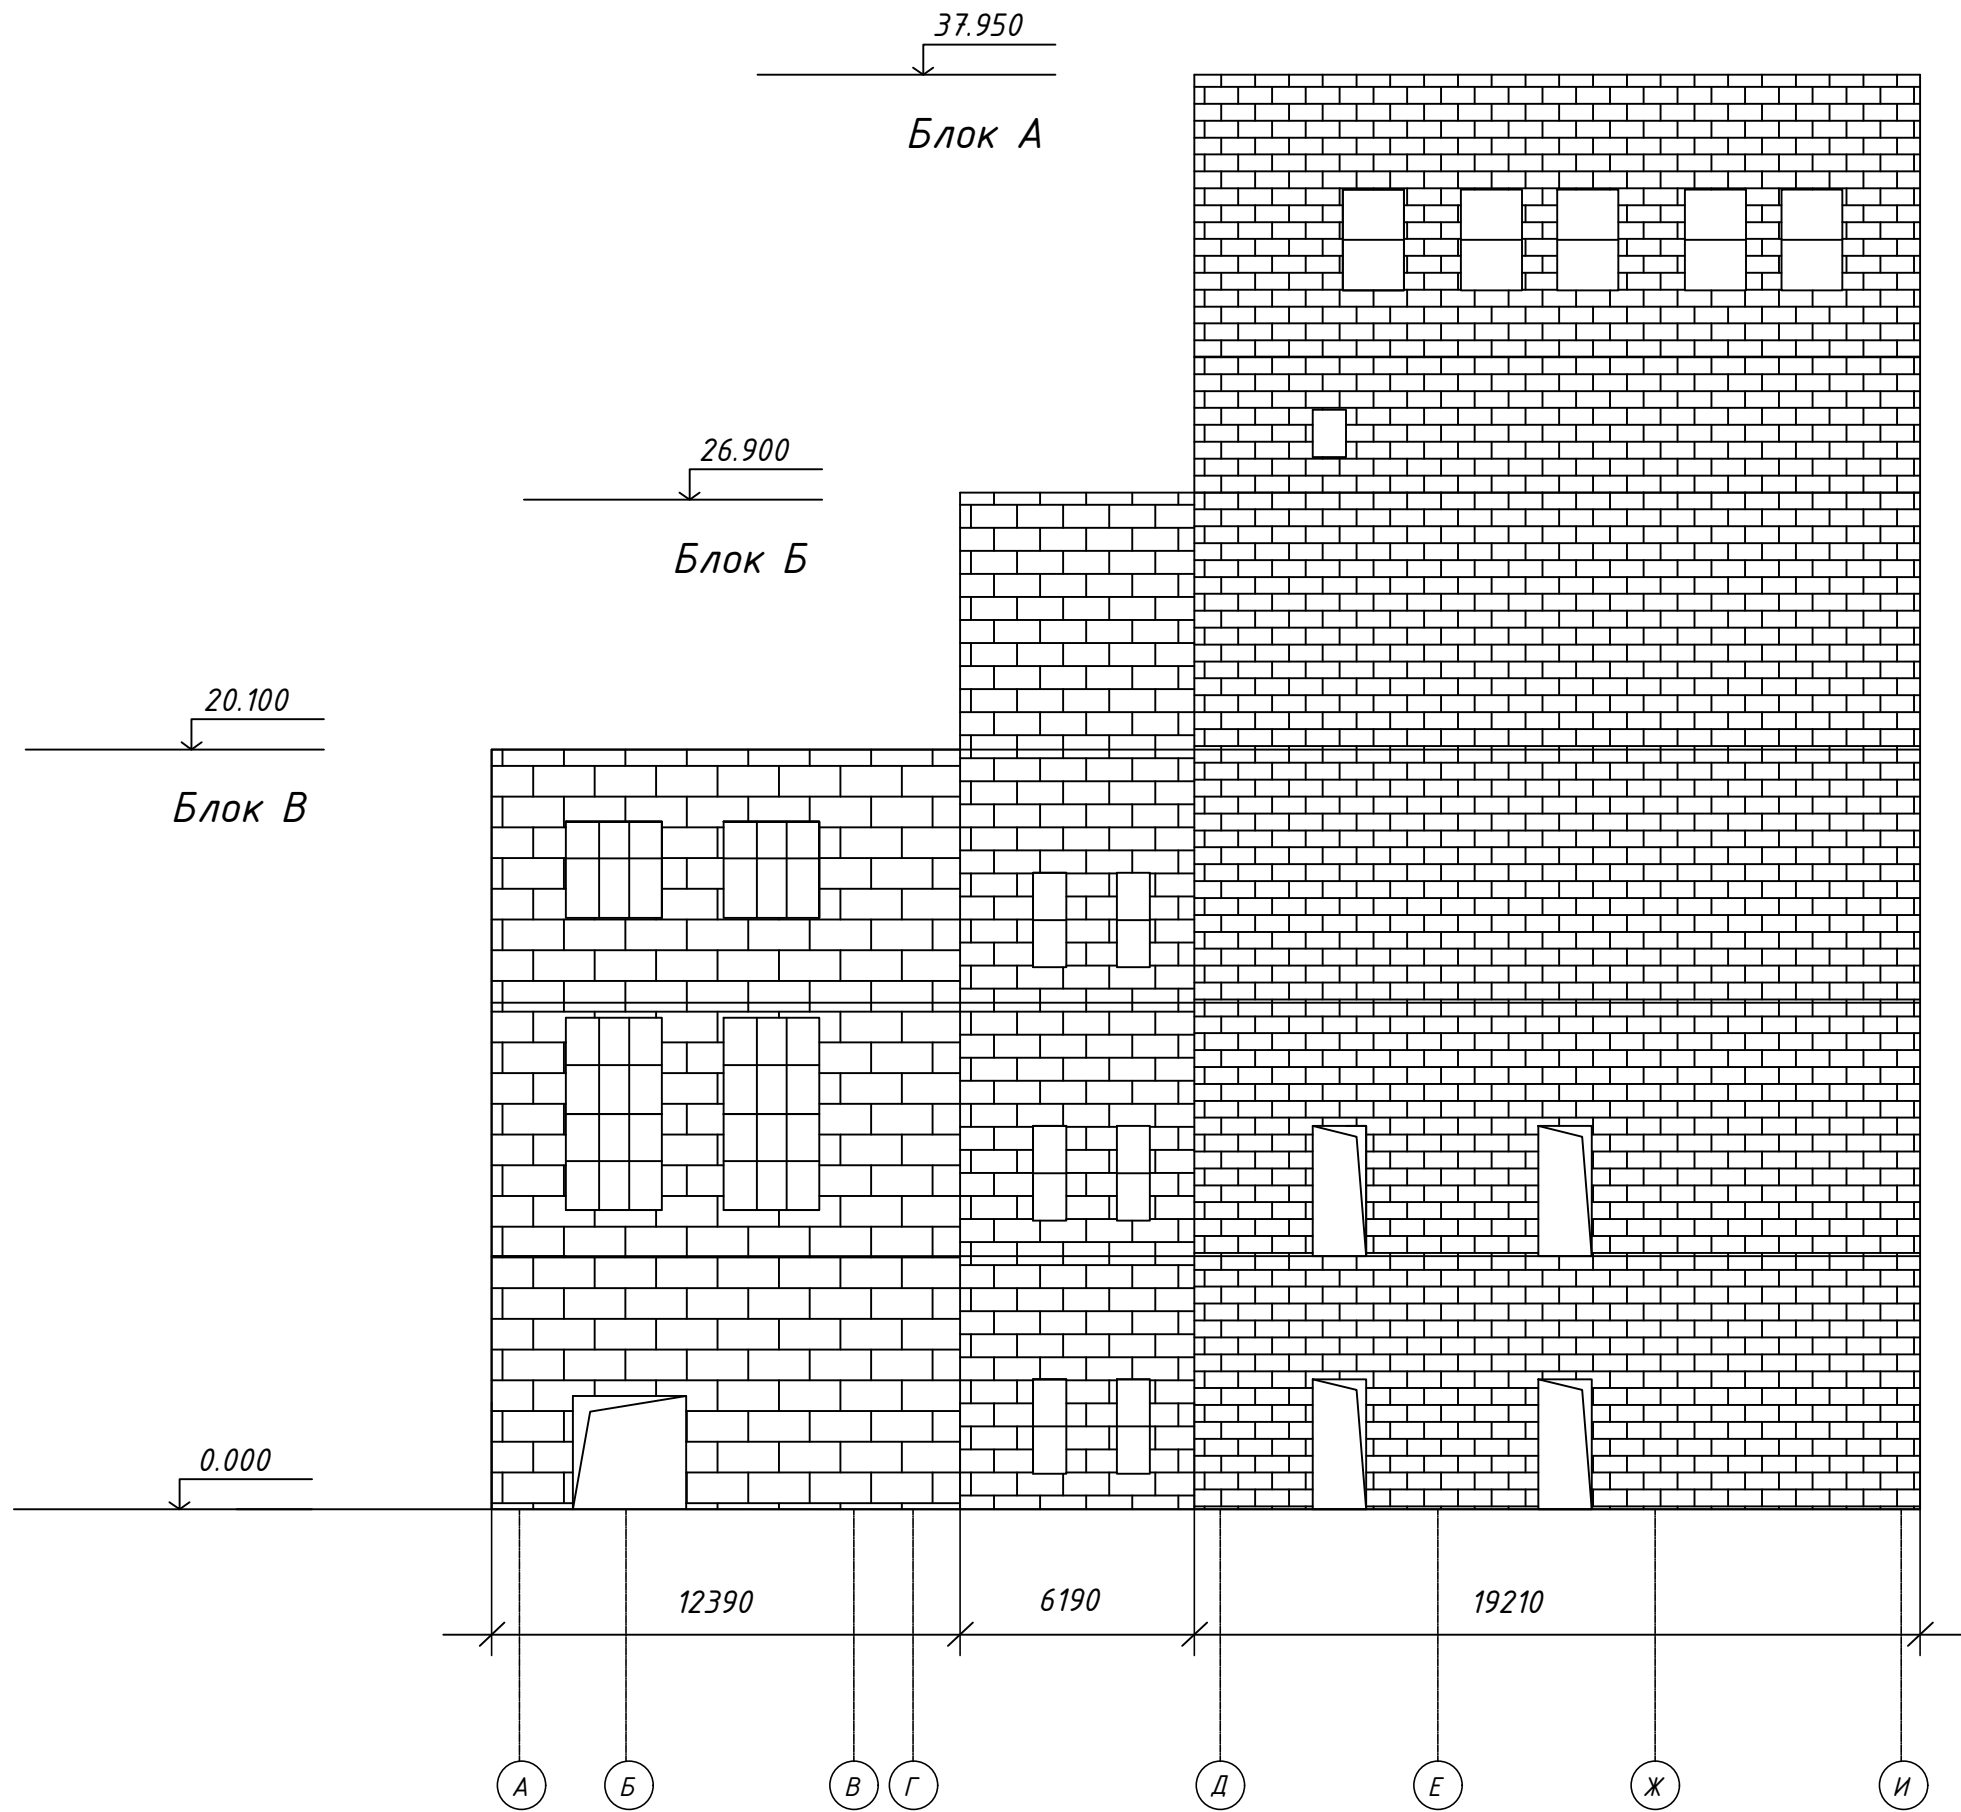 37.950
Блок А
26.900
Блок Б
20.100
Блок В
0.000
12390 6190 19210
А Б В Г Д Е Ж И